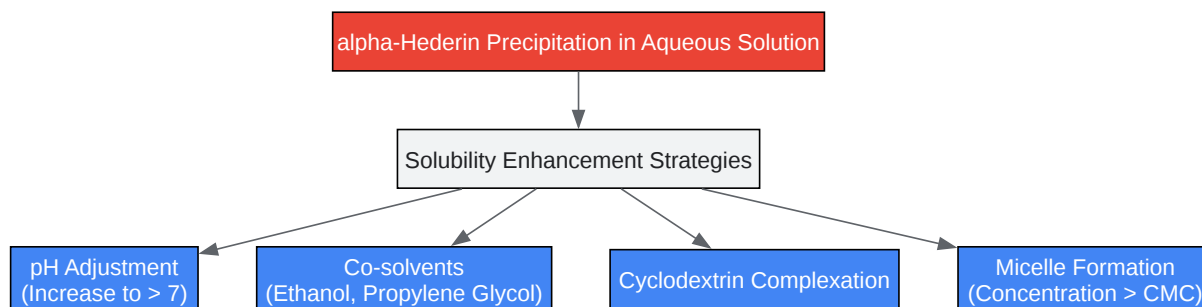 alpha-Hederin Precipitation in Aqueous Solution
Solubility Enhancement Strategies
pH Adjustment
(Increase to > 7)
Co-solvents
(Ethanol, Propylene Glycol)
Cyclodextrin Complexation
Micelle Formation
(Concentration > CMC)